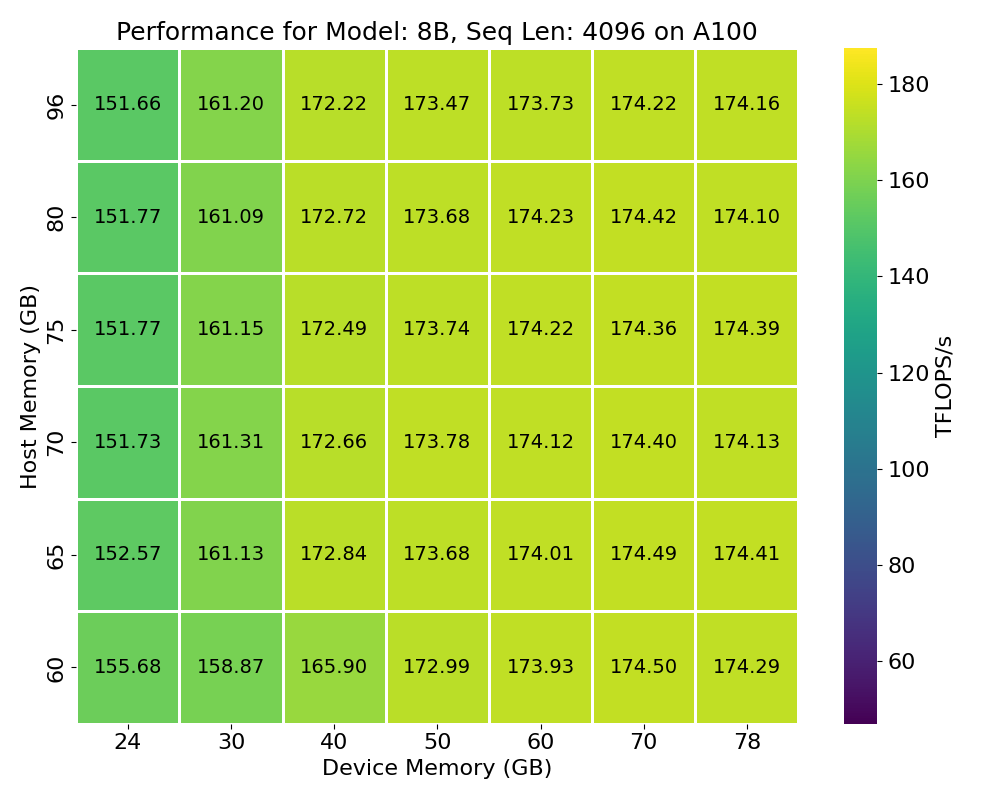 Performance for Model: 8B, Seq Len: 4096 on A100
96 151.66 161.20 172.22 173.47 173.73 174.22 174.16
80 151.77 161.09 172.72 173.68 174.23 174.42 174.10
75 151.77 161.15 172.49 173.74 174.22 174.36 174.39
70 151.73 161.31 172.66 173.78 174.12 174.40 174.13
65 152.57 161.13 172.84 173.68 174.01 174.49 174.41
60 155.68 158.87 165.90 172.99 173.93 174.50 174.29
24 30 40 50 60 70 78
Device Memory (GB)
Host Memory (GB)
180
160
140
120
100
80
60
TFLOPS/s